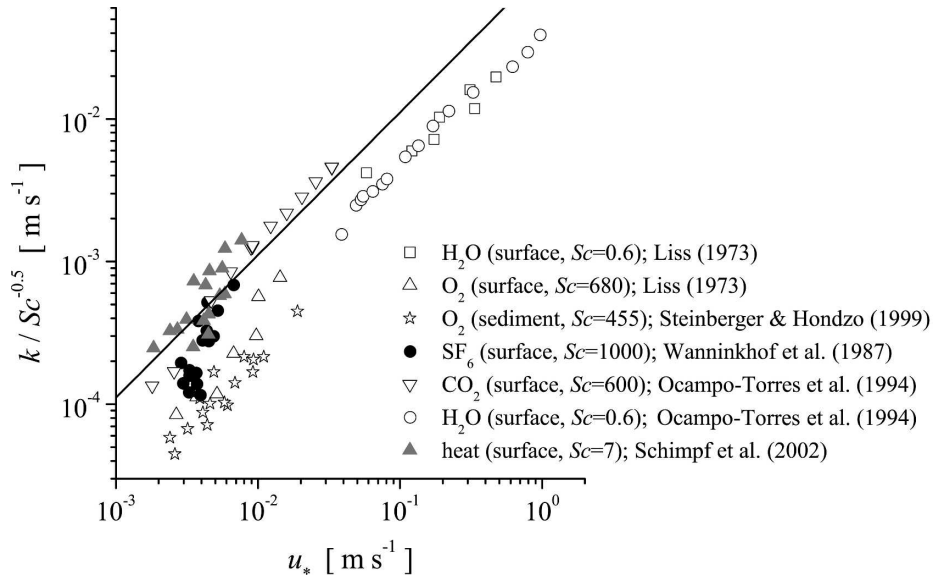 10⁻²
10⁻³
10⁻⁴
k / Sc⁻⁰·⁵ [ m s⁻¹ ]
H₂O (surface, Sc=0.6); Liss (1973)
O₂ (surface, Sc=680); Liss (1973)
O₂ (sediment, Sc=455); Steinberger & Hondzo (1999)
SF₆ (surface, Sc=1000); Wanninkhof et al. (1987)
CO₂ (surface, Sc=600); Ocampo-Torres et al. (1994)
H₂O (surface, Sc=0.6); Ocampo-Torres et al. (1994)
heat (surface, Sc=7); Schimpf et al. (2002)
10⁻³ 10⁻² 10⁻¹ 10⁰
u* [ m s⁻¹ ]